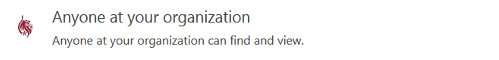 Anyone at your organization
Anyone at your organization can find and view.